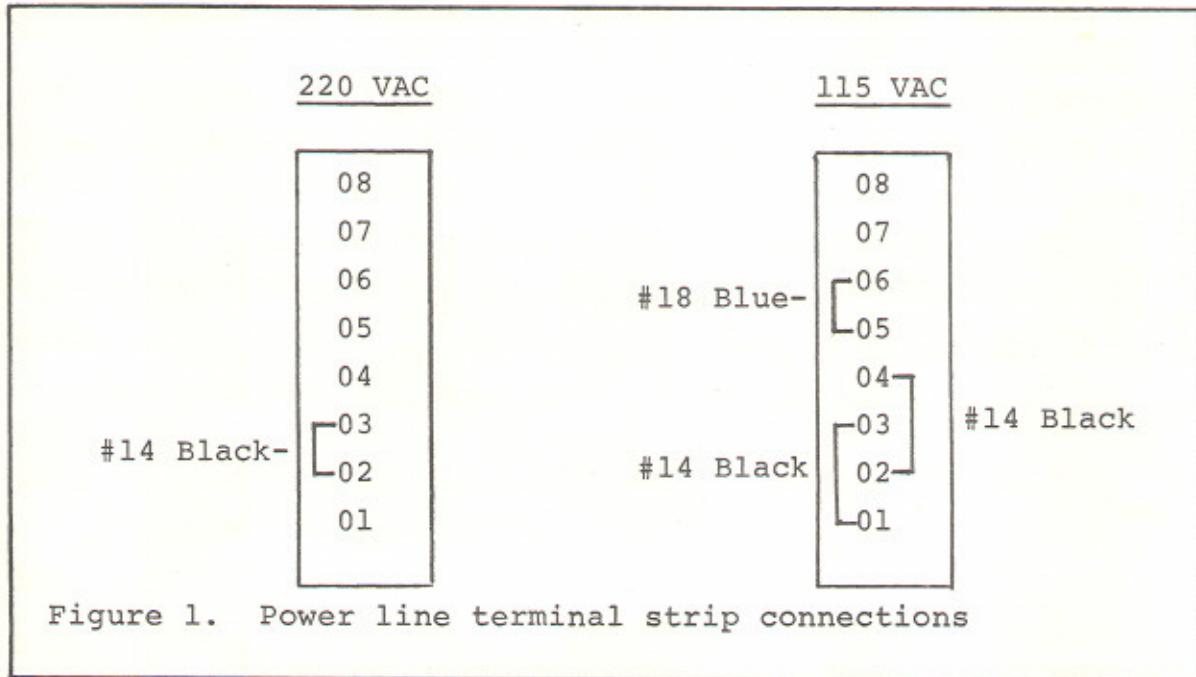 220 VAC
08
07
06
05
04
03
#14 Black-
02
01
115 VAC
08
07
06
#18 Blue-
05
04
03
#14 Black
#14 Black
02
01
Figure 1. Power line terminal strip connections